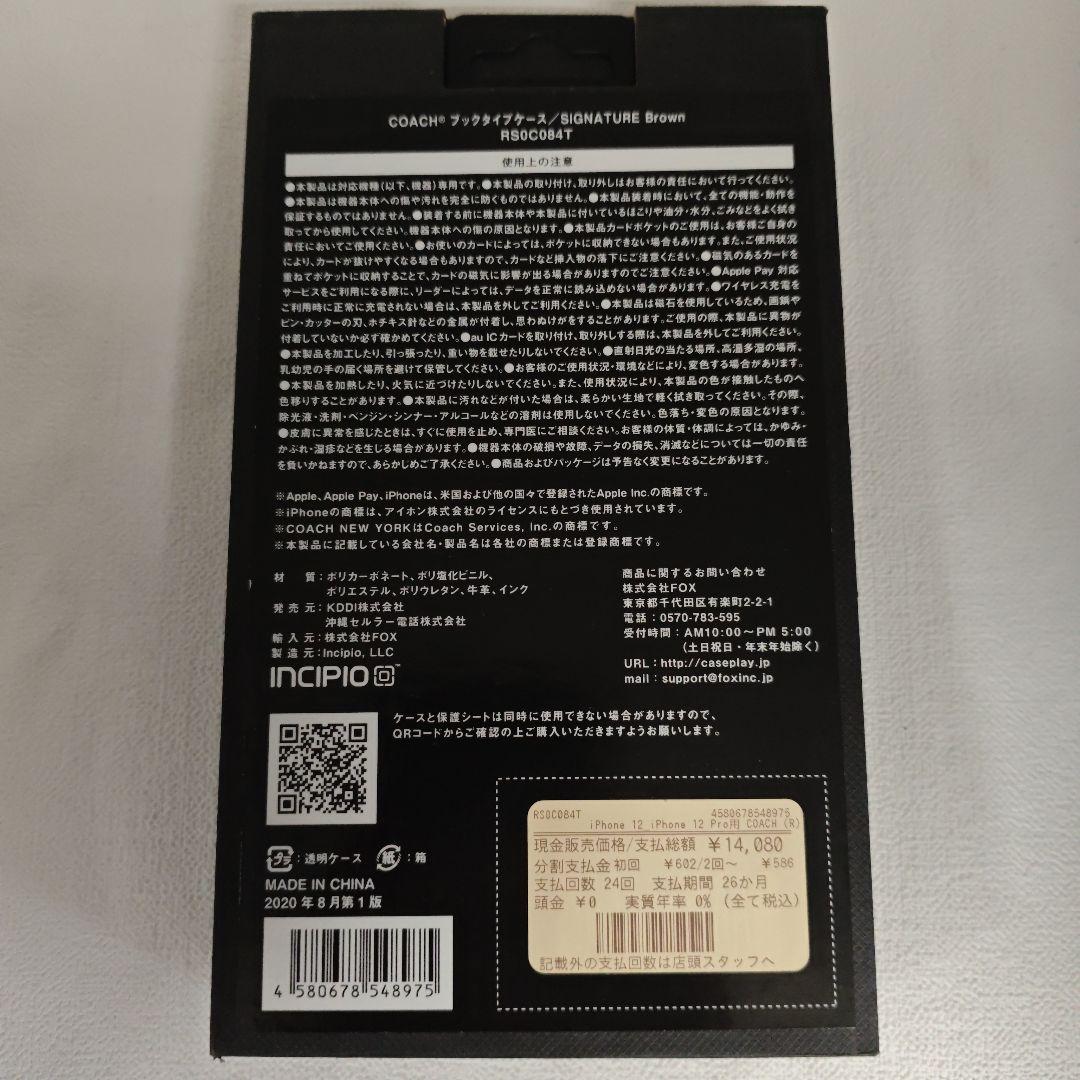 COACH® ブックタイプケース／SIGNATURE Brown
RS0C084T
使用上の注意
●本製品は対応機種（以下、機器）専用です。●本製品の取り付け、取り外しはお客様の責任において行ってください。
●本製品は機器本体への傷や汚れを完全に防ぐものではありません。●本製品装着時において、全ての機能・動作を
保証するものではありません。●装着する前に機器本体や本製品に付いているほこりや油分・水分、ごみなどをよく拭き
取ってから使用してください。機器本体への傷の原因となります。●本製品カードポケットのご使用は、お客様ご自身の
責任においてご使用ください。●お使いのカードによっては、ポケットに収納できない場合もあります。また、ご使用状況
により、カードが抜けやすくなる場合もありますので、カードなど挿入物の落下にご注意ください。●磁気のあるカードを
重ねてポケットに収納することで、カードの磁気に影響が出る場合がありますのでご注意ください。●Apple Pay 対応
サービスをご利用になる際に、リーダーによっては、データを正常に読み込めない場合があります。●ワイヤレス充電を
ご利用時に正常に充電されない場合は、本製品を外してご利用ください。●本製品は磁石を使用しているため、画鋲や
ピン・カッターの刃、ホチキス針などの金属が付着し、思わぬけがをすることがあります。ご使用の際、本製品に異物が
付着していないか必ず確かめてください。●au ICカードを取り付け、取り外しする際は、本製品を外してご利用ください。
●本製品を加工したり、引っ張ったり、重い物を載せたりしないでください。●直射日光の当たる場所、高温多湿の場所、
乳幼児の手の届く場所を避けて保管してください。●お客様のご使用状況・環境などにより、変色する場合があります。
●本製品を加熱したり、火気に近づけたりしないでください。また、使用状況により、本製品の色が接触したものへ
色移りすることがあります。●本製品に汚れなどが付いた場合は、柔らかい生地で軽く拭き取ってください。その際、
除光液・洗剤・ベンジン・シンナー・アルコールなどの溶剤は使用しないでください。色落ち・変色の原因となります。
●皮膚に異常を感じたときは、すぐに使用を止め、専門医にご相談ください。お客様の体質・体調によっては、かゆみ・
かぶれ・湿疹などを生じる場合があります。●機器本体の破損や故障、データの損失、消滅などについては一切の責任
を負いかねますので、あらかじめご了承ください。●商品およびパッケージは予告なく変更になることがあります。
※Apple、Apple Pay、iPhoneは、米国および他の国々で登録されたApple Inc.の商標です。
※iPhoneの商標は、アイホン株式会社のライセンスにもとづき使用されています。
※COACH NEW YORKはCoach Services, Inc.の商標です。
※本製品に記載している会社名・製品名は各社の商標または登録商標です。
材　質：ポリカーボネート、ポリ塩化ビニル、
ポリエステル、ポリウレタン、牛革、インク
発 売 元：KDDI株式会社
沖縄セルラー電話株式会社
輸 入 元：株式会社FOX
製 造 元：Incipio, LLC
INCIPIO™
商品に関するお問い合わせ
株式会社FOX
東京都千代田区有楽町2-2-1
電話：0570-783-595
受付時間：AM10:00〜PM 5:00
（土日祝日・年末年始除く）
URL：http://caseplay.jp
mail：support@foxinc.jp
ケースと保護シートは同時に使用できない場合がありますので、
QRコードからご確認の上ご購入いただきますようお願いします。
プラ：透明ケース 紙：箱
MADE IN CHINA
2020 年 8 月第 1 版
4 580678 548975
RS0C084T 4580678548975
iPhone 12 iPhone 12 Pro用 COACH (R)
現金販売価格/支払総額 ￥14,080
分割支払金 初回 ￥602/2回〜 ￥586
支払回数 24回 支払期間 26か月
頭金 ￥0 実質年率 0% (全て税込)
記載外の支払回数は店頭スタッフへ